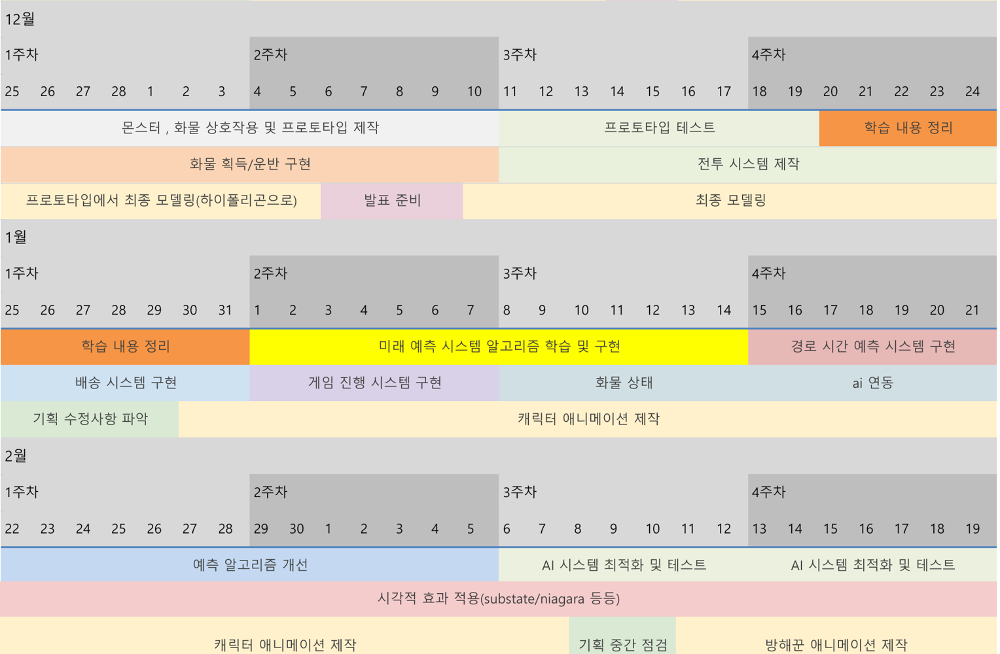 12월
1주차 2주차 3주차 4주차
25 26 27 28 1 2 3 4 5 6 7 8 9 10 11 12 13 14 15 16 17 18 19 20 21 22 23 24
몬스터 , 화물 상호작용 및 프로토타입 제작 프로토타입 테스트 학습 내용 정리
화물 획득/운반 구현 전투 시스템 제작
프로토타입에서 최종 모델링(하이폴리곤으로) 발표 준비 최종 모델링
1월
1주차 2주차 3주차 4주차
25 26 27 28 29 30 31 1 2 3 4 5 6 7 8 9 10 11 12 13 14 15 16 17 18 19 20 21
학습 내용 정리 미래 예측 시스템 알고리즘 학습 및 구현 경로 시간 예측 시스템 구현
배송 시스템 구현 게임 진행 시스템 구현 화물 상태 ai 연동
기획 수정사항 파악 캐릭터 애니메이션 제작
2월
1주차 2주차 3주차 4주차
22 23 24 25 26 27 28 29 30 1 2 3 4 5 6 7 8 9 10 11 12 13 14 15 16 17 18 19
예측 알고리즘 개선 AI 시스템 최적화 및 테스트 AI 시스템 최적화 및 테스트
시각적 효과 적용(substate/niagara 등등)
캐릭터 애니메이션 제작 기획 중간 점검 방해꾼 애니메이션 제작